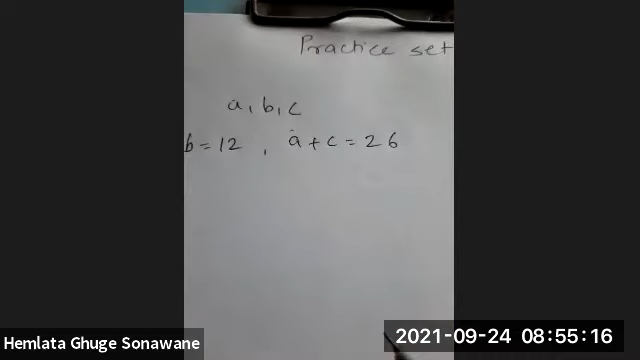 Practice set
a, b, c
b = 12 , a + c = 26
Hemlata Ghuge Sonawane
2021-09-24 08:55:16